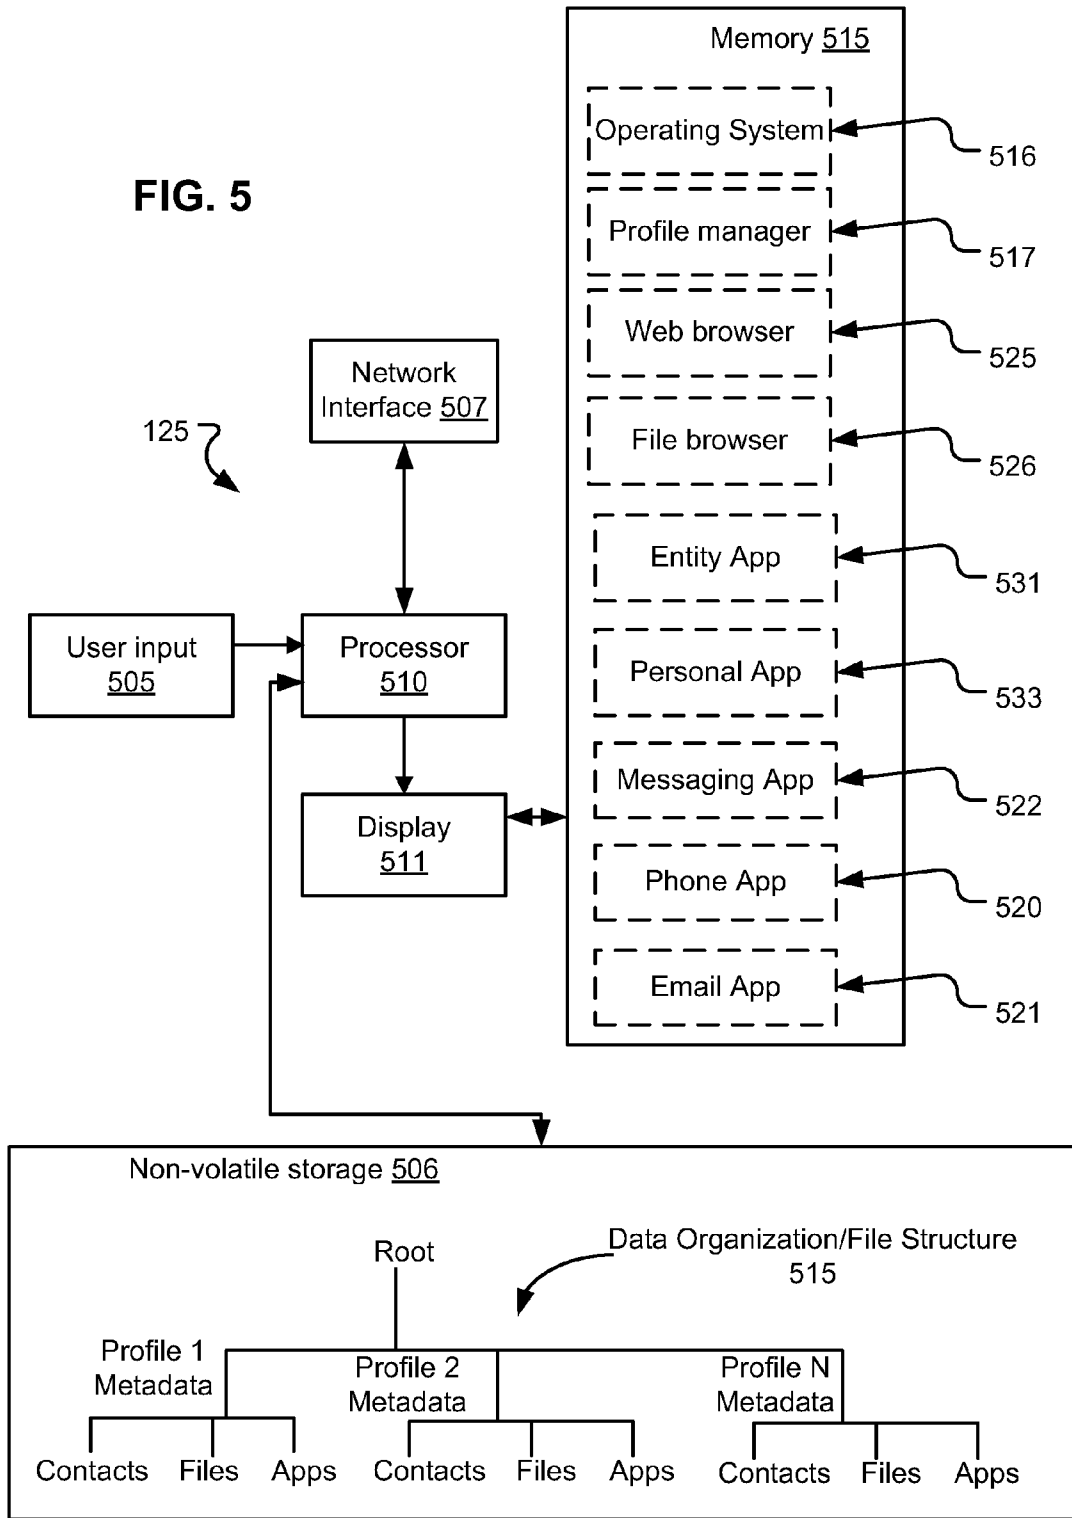 Memory 515
Operating System
516
FIG. 5
Profile manager
517
Web browser
525
Network
Interface 507
125
File browser
526
Entity App
531
User input
505
Processor
510
Personal App
533
Messaging App
522
Display
511
Phone App
520
Email App
521
Non-volatile storage 506
Root
Data Organization/File Structure
515
Profile 1
Metadata
Profile 2
Metadata
Profile N
Metadata
Contacts Files Apps
Contacts Files Apps
Contacts Files Apps